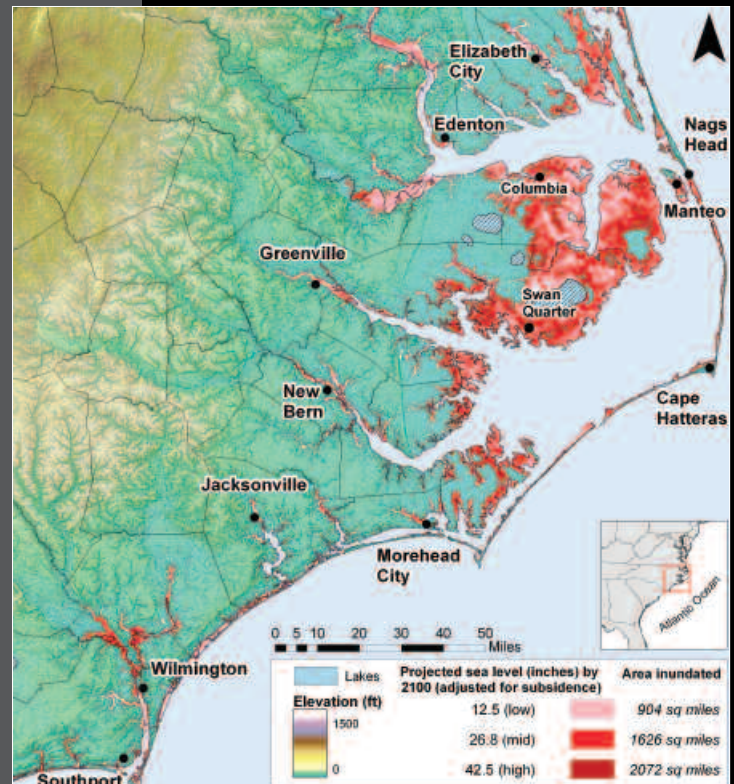 Elizabeth
City
Edenton
Nags
Head
Columbia
Manteo
Greenville
Swan
Quarter
New
Bern
Cape
Hatteras
Jacksonville
Morehead
City
Atlantic Ocean
0 5 10 20 30 40 50
Miles
Wilmington
Southport
Lakes
Elevation (ft)
1500
0
Projected sea level (inches) by
2100 (adjusted for subsidence)
Area inundated
12.5 (low) 904 sq miles
26.8 (mid) 1626 sq miles
42.5 (high) 2072 sq miles